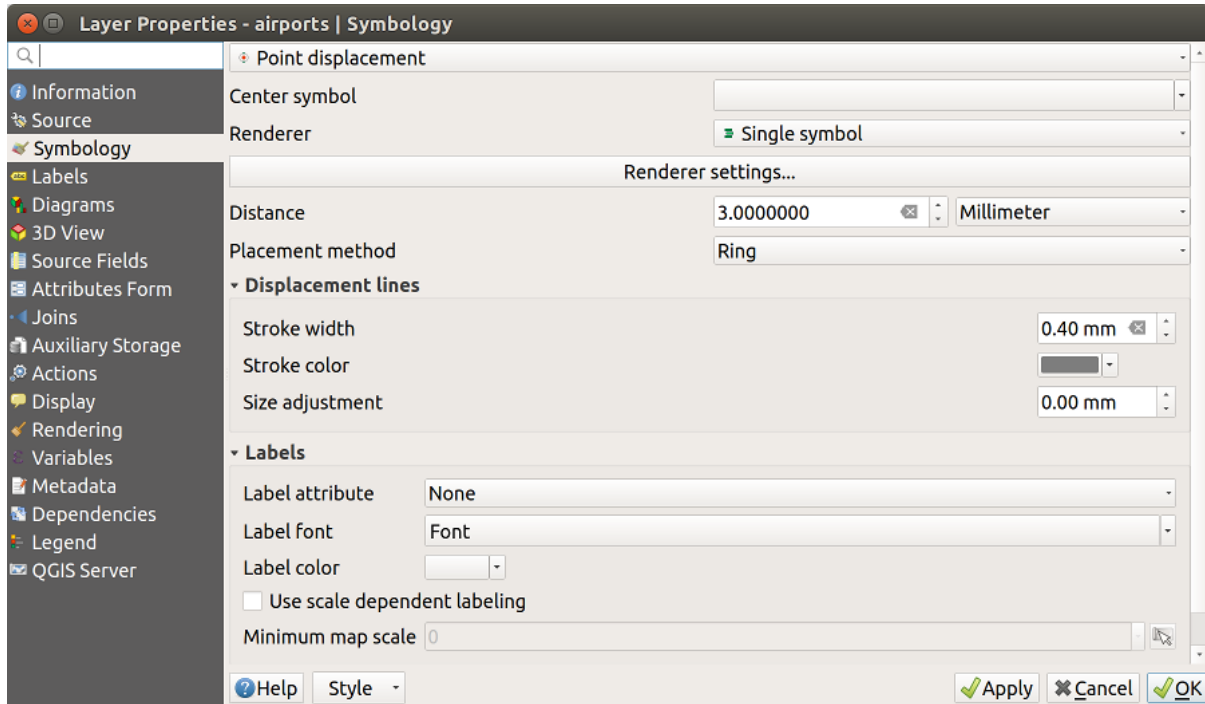 Layer Properties - airports | Symbology
Information
Source
Symbology
Labels
Diagrams
3D View
Source Fields
Attributes Form
Joins
Auxiliary Storage
Actions
Display
Rendering
Variables
Metadata
Dependencies
Legend
QGIS Server
Point displacement
Center symbol
Renderer Single symbol
Renderer settings...
Distance 3.0000000 Millimeter
Placement method Ring
Displacement lines
Stroke width 0.40 mm
Stroke color
Size adjustment 0.00 mm
Labels
Label attribute None
Label font Font
Label color
Use scale dependent labeling
Minimum map scale 0
Help Style Apply Cancel OK